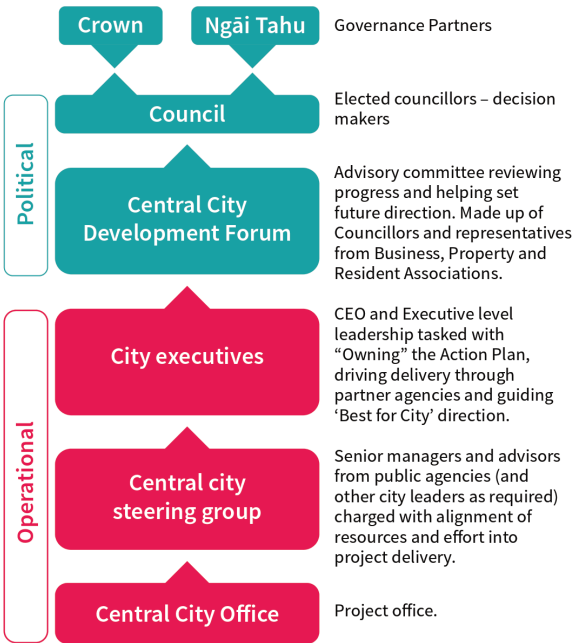 Crown
Ngāi Tahu
Governance Partners
Political
Council
Elected councillors – decision
makers
Central City
Development Forum
Advisory committee reviewing
progress and helping set
future direction. Made up of
Councillors and representatives
from Business, Property and
Resident Associations.
Operational
City executives
CEO and Executive level
leadership tasked with
“Owning” the Action Plan,
driving delivery through
partner agencies and guiding
‘Best for City’ direction.
Central city
steering group
Senior managers and advisors
from public agencies (and
other city leaders as required)
charged with alignment of
resources and effort into
project delivery.
Central City Office
Project office.